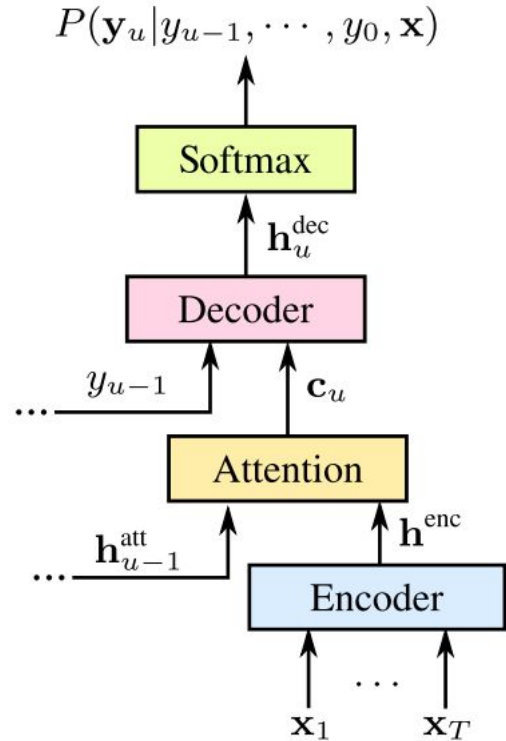 P(𝐲_u|y_{u−1}, ⋯ , y_0, 𝐱)
Softmax
𝐡_u^dec
Decoder
y_{u−1}
...
𝐜_u
Attention
𝐡_{u−1}^att
...
𝐡^enc
Encoder
⋯
𝐱_1 𝐱_T